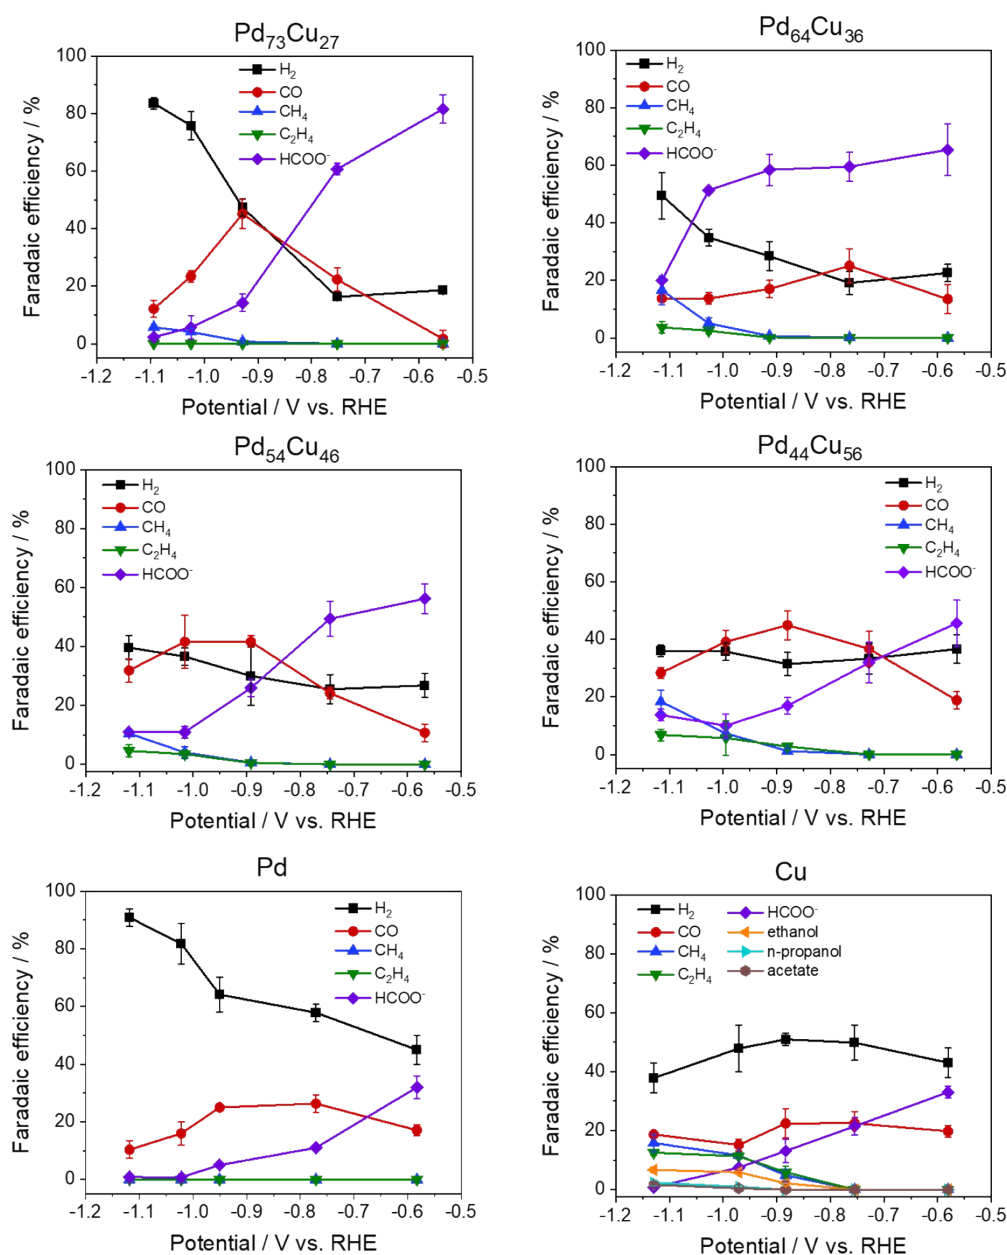 Pd₇₃Cu₂₇
100
80
60
40
20
0
Faradaic efficiency / %
H₂
CO
CH₄
C₂H₄
HCOO⁻
-1.2 -1.1 -1.0 -0.9 -0.8 -0.7 -0.6 -0.5
Potential / V vs. RHE
Pd₆₄Cu₃₆
100
80
60
40
20
0
Faradaic efficiency / %
H₂
CO
CH₄
C₂H₄
HCOO⁻
-1.2 -1.1 -1.0 -0.9 -0.8 -0.7 -0.6 -0.5
Potential / V vs. RHE
Pd₅₄Cu₄₆
100
80
60
40
20
0
Faradaic efficiency / %
H₂
CO
CH₄
C₂H₄
HCOO⁻
-1.2 -1.1 -1.0 -0.9 -0.8 -0.7 -0.6 -0.5
Potential / V vs. RHE
Pd₄₄Cu₅₆
100
80
60
40
20
0
Faradaic efficiency / %
H₂
CO
CH₄
C₂H₄
HCOO⁻
-1.2 -1.1 -1.0 -0.9 -0.8 -0.7 -0.6 -0.5
Potential / V vs. RHE
Pd
100
80
60
40
20
0
Faradaic efficiency / %
H₂
CO
CH₄
C₂H₄
HCOO⁻
-1.2 -1.1 -1.0 -0.9 -0.8 -0.7 -0.6 -0.5
Potential / V vs. RHE
Cu
100
80
60
40
20
0
Faradaic efficiency / %
H₂
CO
CH₄
C₂H₄
HCOO⁻
ethanol
n-propanol
acetate
-1.2 -1.1 -1.0 -0.9 -0.8 -0.7 -0.6 -0.5
Potential / V vs. RHE